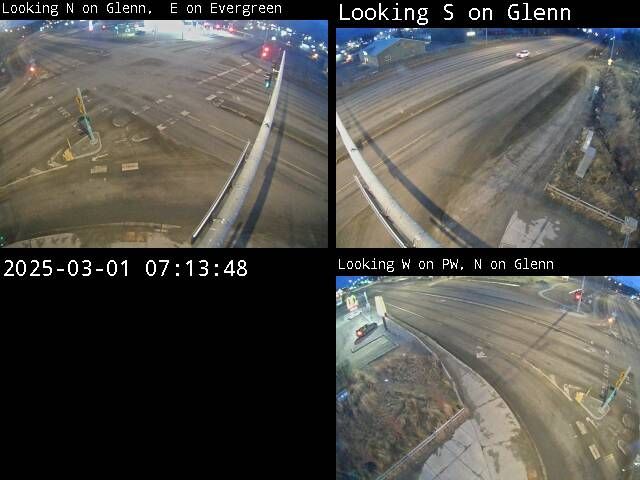 Looking N on Glenn,  E on Evergreen
Looking S on Glenn
2025-03-01 07:13:48
Looking W on PW, N on Glenn